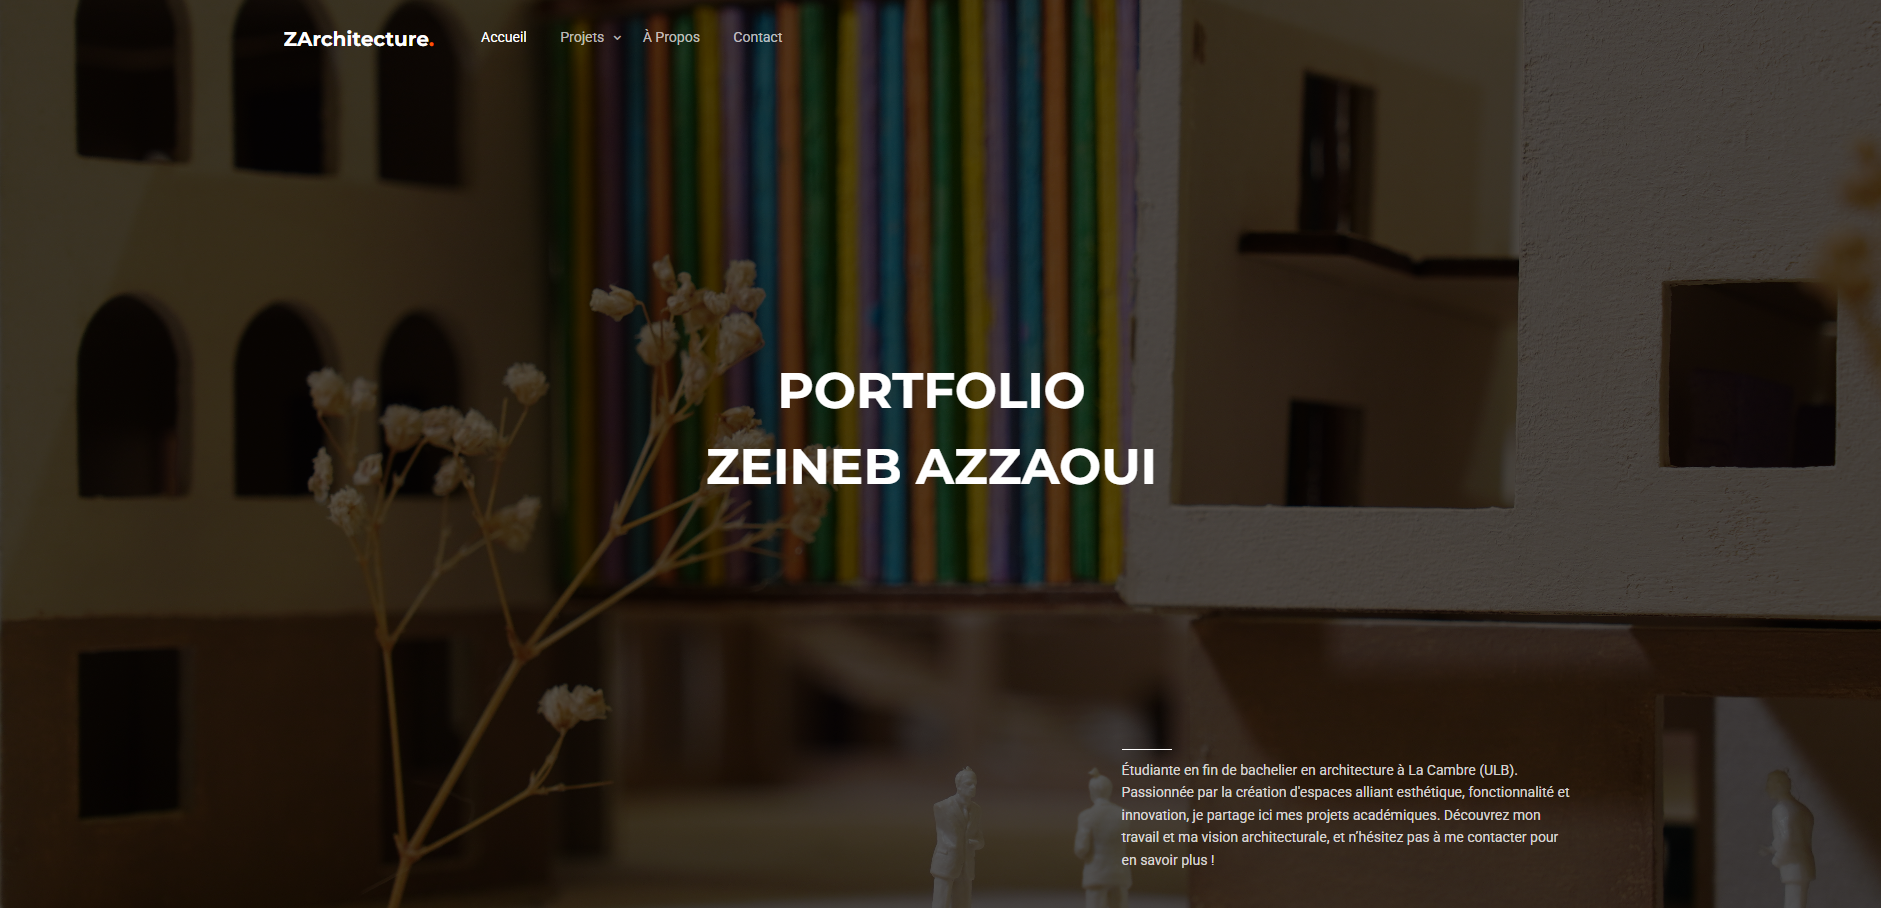 ZArchitecture.
Accueil Projets À Propos Contact
PORTFOLIO
ZEINEB AZZAOUI
Étudiante en fin de bachelier en architecture à La Cambre (ULB).
Passionnée par la création d'espaces alliant esthétique, fonctionnalité et
innovation, je partage ici mes projets académiques. Découvrez mon
travail et ma vision architecturale, et n’hésitez pas à me contacter pour
en savoir plus !